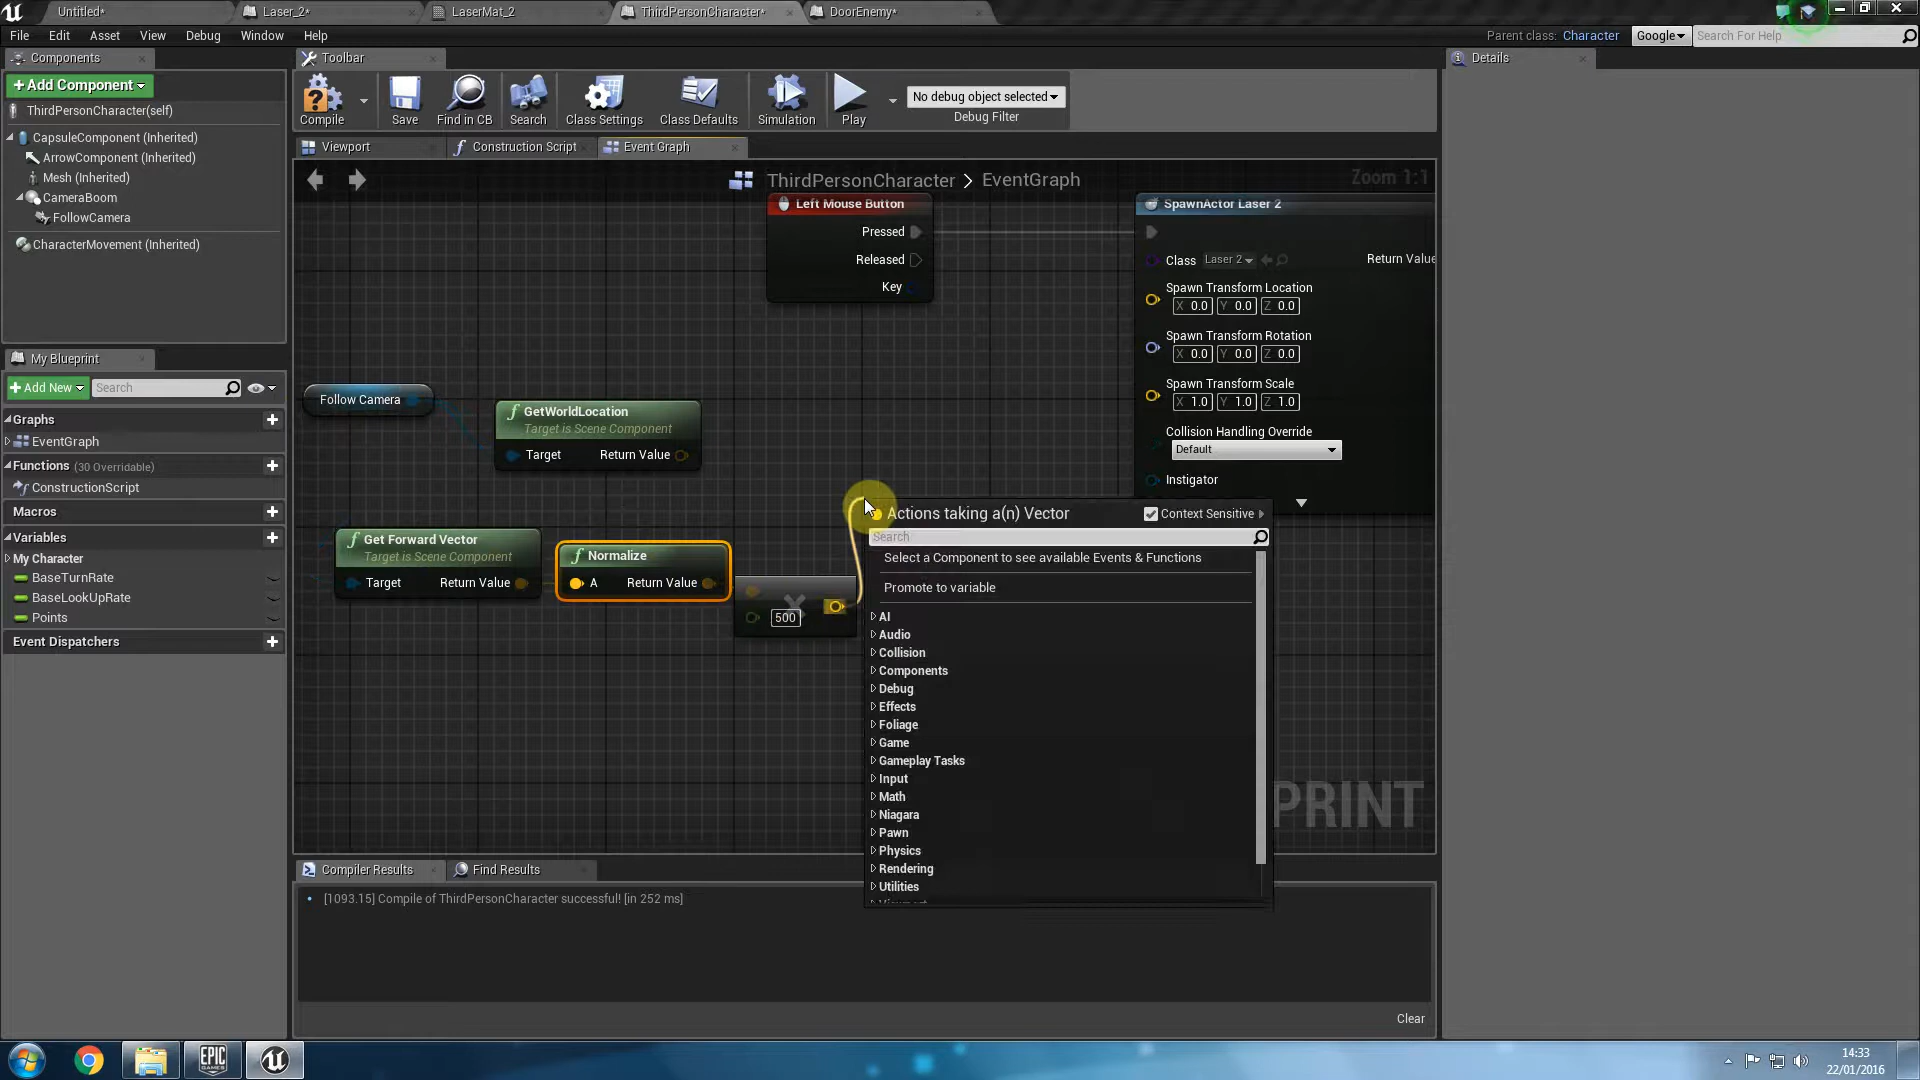 Untitled*
Laser_2*
LaserMat_2
ThirdPersonCharacter*
DoorEnemy*
File Edit Asset View Debug Window Help
Parent class: Character
Google
Search For Help
Components
Toolbar
Details
+Add Component
ThirdPersonCharacter(self)
CapsuleComponent (Inherited)
ArrowComponent (Inherited)
Mesh (Inherited)
CameraBoom
FollowCamera
CharacterMovement (Inherited)
Compile
Save
Find in CB
Search
Class Settings
Class Defaults
Simulation
Play
No debug object selected
Debug Filter
Viewport
Construction Script
Event Graph
ThirdPersonCharacter > EventGraph
Zoom 1:1
My Blueprint
+Add New
Search
Graphs
EventGraph
Functions (30 Overridable)
ConstructionScript
Macros
Variables
My Character
BaseTurnRate
BaseLookUpRate
Points
Event Dispatchers
Left Mouse Button
Pressed
Released
Key
SpawnActor Laser 2
Class Laser 2
Return Value
Spawn Transform Location
X 0.0 Y 0.0 Z 0.0
Spawn Transform Rotation
X 0.0 Y 0.0 Z 0.0
Spawn Transform Scale
X 1.0 Y 1.0 Z 1.0
Collision Handling Override
Default
Instigator
Follow Camera
GetWorldLocation
Target is Scene Component
Target Return Value
Get Forward Vector
Target is Scene Component
Target Return Value
Normalize
A Return Value
500
Actions taking a(n) Vector
Context Sensitive
Search
Select a Component to see available Events & Functions
Promote to variable
AI
Audio
Collision
Components
Debug
Effects
Foliage
Game
Gameplay Tasks
Input
Math
Niagara
Pawn
Physics
Rendering
Utilities
PRINT
Compiler Results
Find Results
[1093.15] Compile of ThirdPersonCharacter successful! [in 252 ms]
Clear
EPIC
GAMES
14:33
22/01/2016